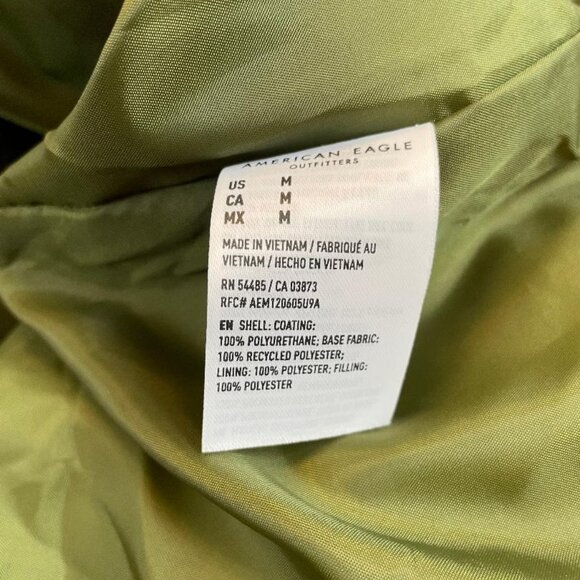 AMERICAN EAGLE
OUTFITTERS
US M
CA M
MX M
MADE IN VIETNAM / FABRIQUÉ AU
VIETNAM / HECHO EN VIETNAM
RN 54485 / CA 03873
RFC# AEM120605U9A
EN SHELL: COATING:
100% POLYURETHANE; BASE FABRIC:
100% RECYCLED POLYESTER;
LINING: 100% POLYESTER; FILLING:
100% POLYESTER